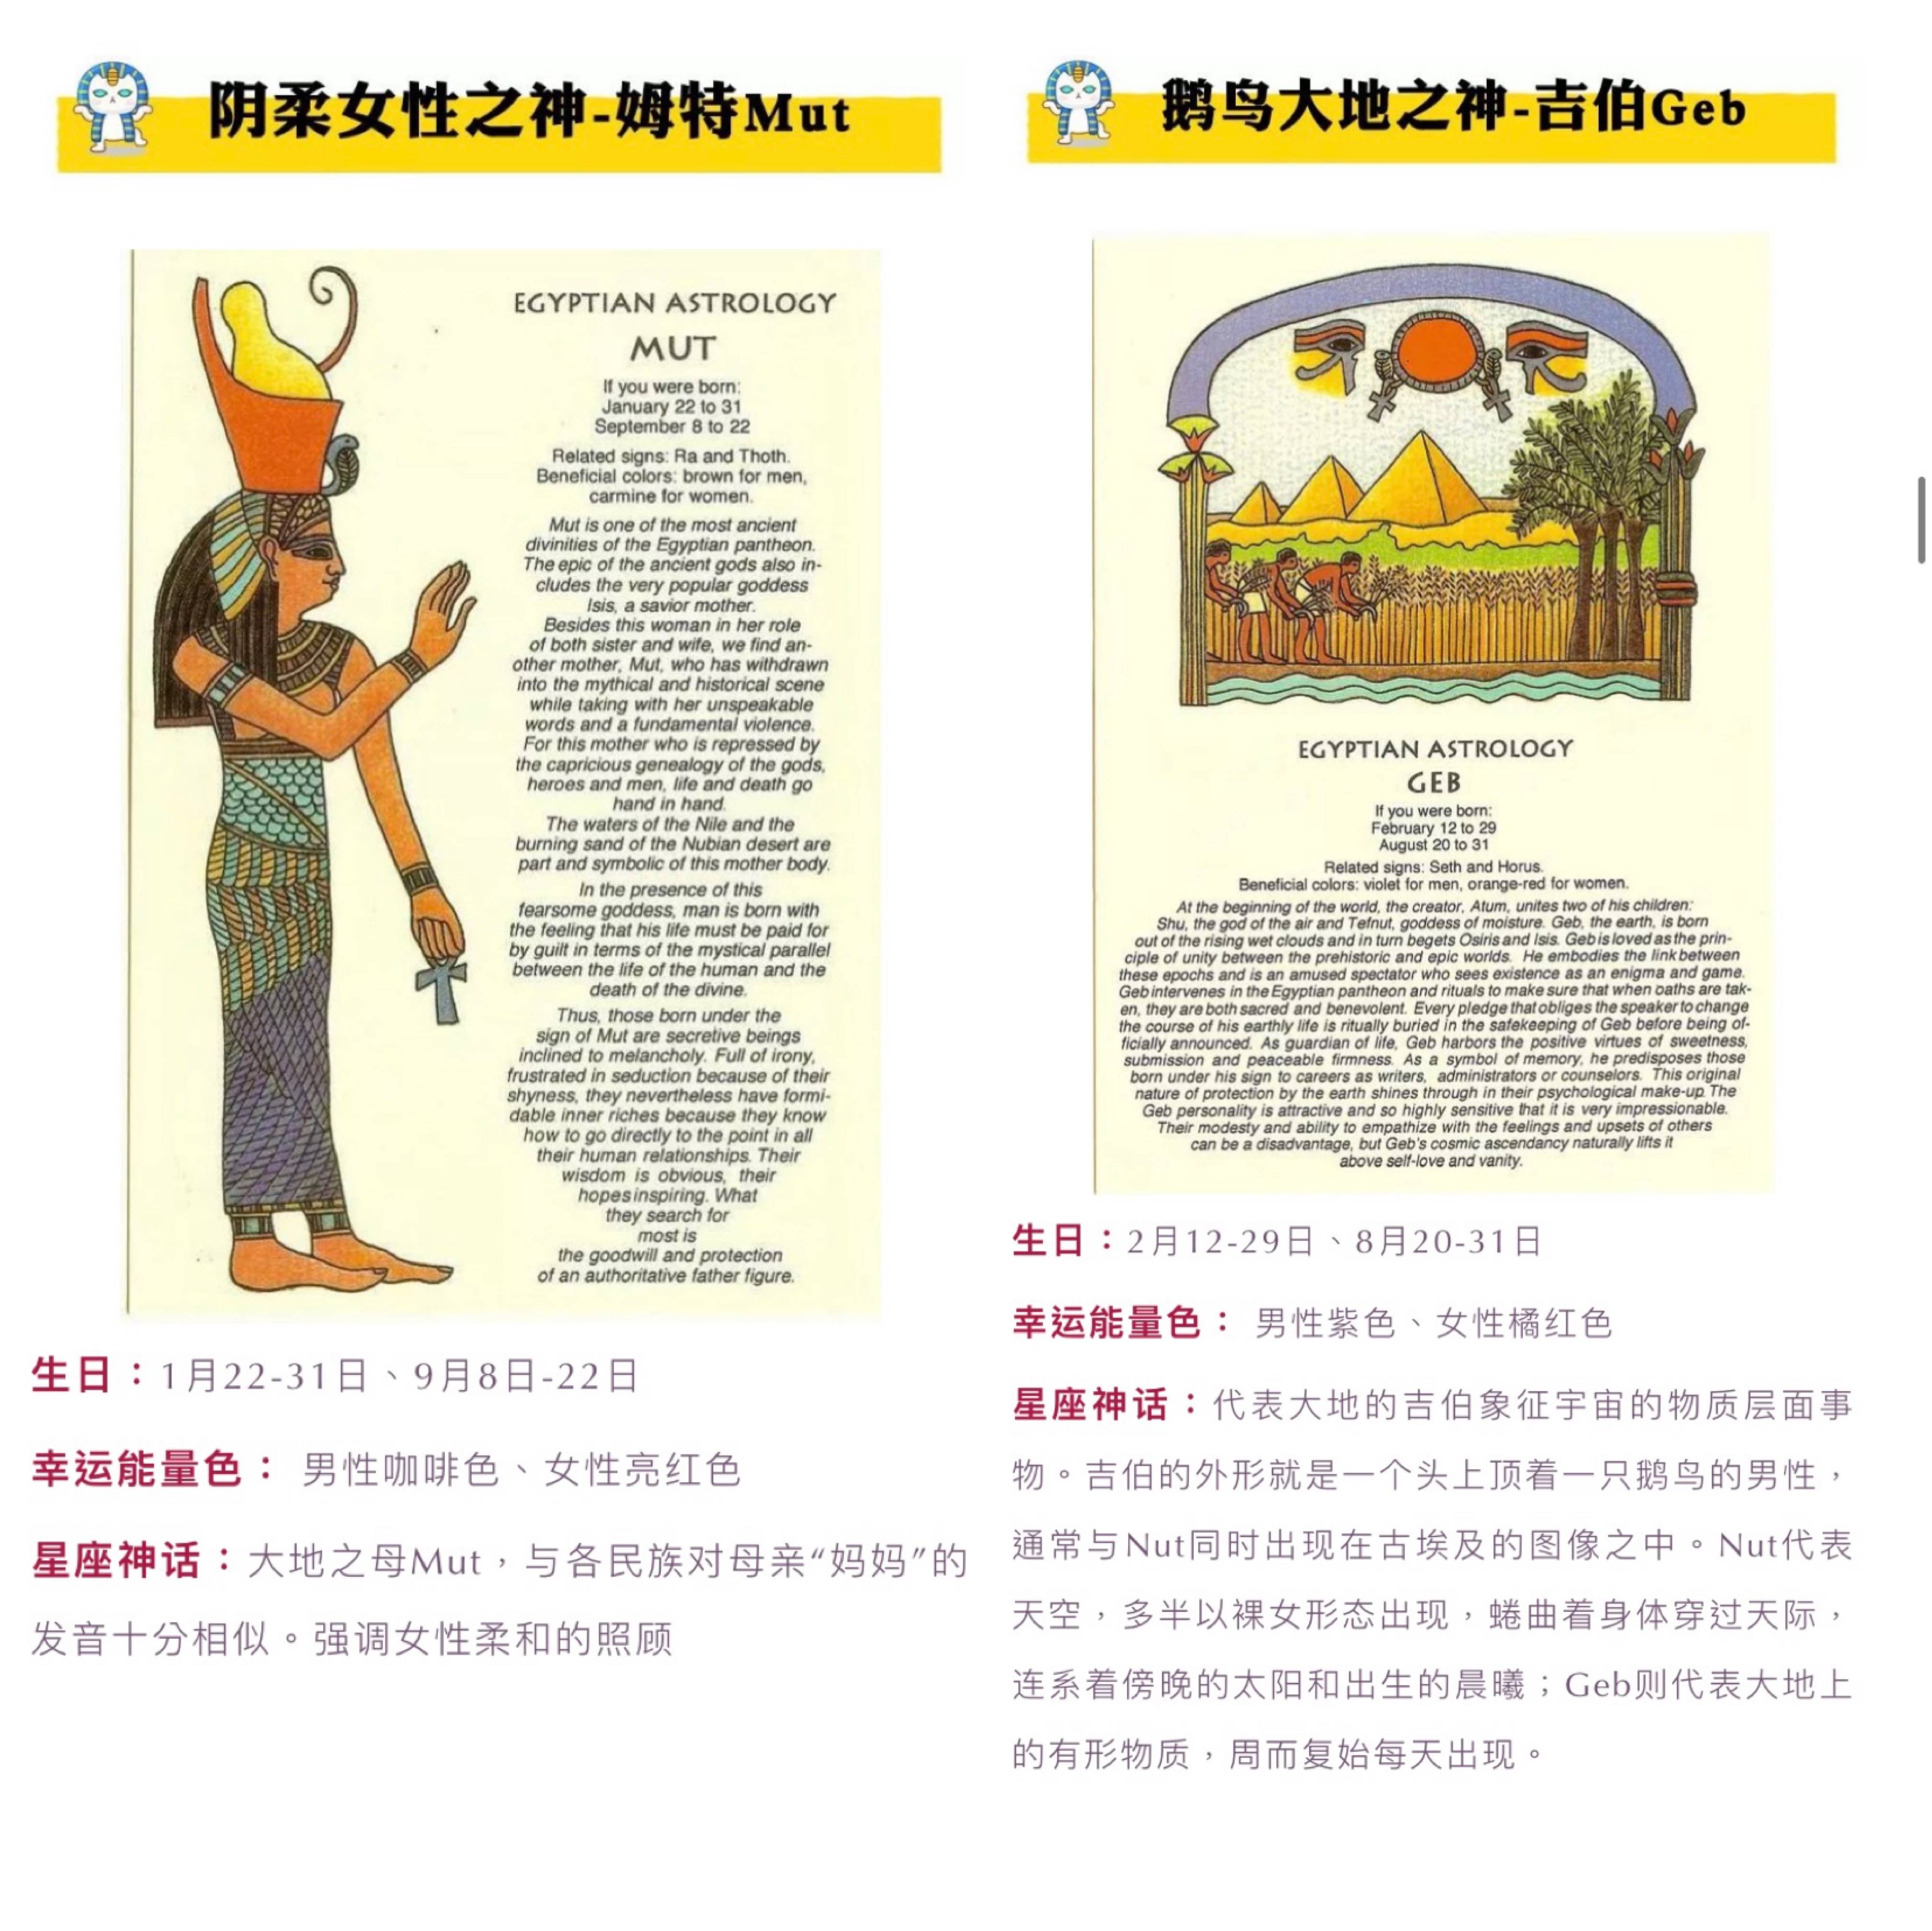 阴柔女性之神-姆特Mut
EGYPTIAN ASTROLOGY
MUT
If you were born:
January 22 to 31
September 8 to 22
Related signs: Ra and Thoth.
Beneficial colors: brown for men,
carmine for women.
Mut is one of the most ancient
divinities of the Egyptian pantheon.
The epic of the ancient gods also in-
cludes the very popular goddess
Isis, a savior mother.
Besides this woman in her role
of both sister and wife, we find an-
other mother, Mut, who has withdrawn
into the mythical and historical scene
while taking with her unspeakable
words and a fundamental violence.
For this mother who is repressed by
the capricious genealogy of the gods,
heroes and men, life and death go
hand in hand.
The waters of the Nile and the
burning sand of the Nubian desert are
part and symbolic of this mother body.
In the presence of this
fearsome goddess, man is born with
the feeling that his life must be paid for
by guilt in terms of the mystical parallel
between the life of the human and the
death of the divine.
Thus, those born under the
sign of Mut are secretive beings
inclined to melancholy. Full of irony,
frustrated in seduction because of their
shyness, they nevertheless have formi-
dable inner riches because they know
how to go directly to the point in all
their human relationships. Their
wisdom is obvious, their
hopes inspiring. What
they search for
most is
the goodwill and protection
of an authoritative father figure.
生日：1月22-31日、9月8日-22日
幸运能量色： 男性咖啡色、女性亮红色
星座神话：大地之母Mut，与各民族对母亲“妈妈”的
发音十分相似。强调女性柔和的照顾
鹅鸟大地之神-吉伯Geb
EGYPTIAN ASTROLOGY
GEB
If you were born:
February 12 to 29
August 20 to 31
Related signs: Seth and Horus.
Beneficial colors: violet for men, orange-red for women.
At the beginning of the world, the creator, Atum, unites two of his children:
Shu, the god of the air and Tefnut, goddess of moisture. Geb, the earth, is born
out of the rising wet clouds and in turn begets Osiris and Isis. Geb is loved as the prin-
ciple of unity between the prehistoric and epic worlds. He embodies the link between
these epochs and is an amused spectator who sees existence as an enigma and game.
Geb intervenes in the Egyptian pantheon and rituals to make sure that when oaths are tak-
en, they are both sacred and benevolent. Every pledge that obliges the speaker to change
the course of his earthly life is ritually buried in the safekeeping of Geb before being of-
ficially announced. As guardian of life, Geb harbors the positive virtues of sweetness,
submission and peaceable firmness. As a symbol of memory, he predisposes those
born under his sign to careers as writers, administrators or counselors. This original
nature of protection by the earth shines through in their psychological make-up. The
Geb personality is attractive and so highly sensitive that it is very impressionable.
Their modesty and ability to empathize with the feelings and upsets of others
can be a disadvantage, but Geb's cosmic ascendancy naturally lifts it
above self-love and vanity.
生日：2月12-29日、8月20-31日
幸运能量色： 男性紫色、女性橘红色
星座神话：代表大地的吉伯象征宇宙的物质层面事
物。吉伯的外形就是一个头上顶着一只鹅鸟的男性，
通常与Nut同时出现在古埃及的图像之中。Nut代表
天空，多半以裸女形态出现，蜷曲着身体穿过天际，
连系着傍晚的太阳和出生的晨曦；Geb则代表大地上
的有形物质，周而复始每天出现。